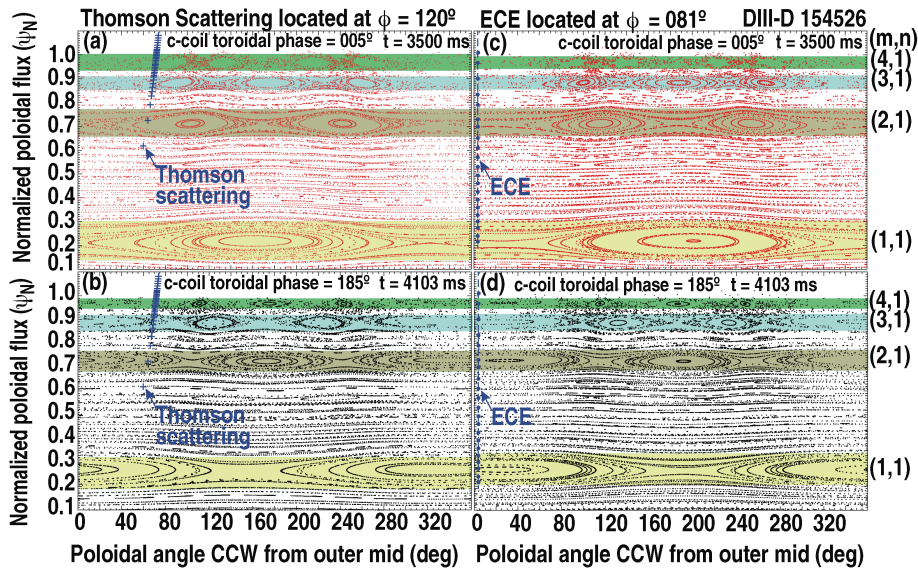 Thomson Scattering located at ϕ = 120º
ECE located at ϕ = 081º
DIII-D 154526
(a)
c-coil toroidal phase = 005º t = 3500 ms
(c)
c-coil toroidal phase = 005º t = 3500 ms
(m,n)
Normalized poloidal flux (ψN)
1.0
0.9
0.8
0.7
0.6
0.5
0.4
0.3
0.2
0.1
Thomson
scattering
ECE
(4,1)
(3,1)
(2,1)
(1,1)
(b)
c-coil toroidal phase = 185º t = 4103 ms
(d)
c-coil toroidal phase = 185º t = 4103 ms
Normalized poloidal flux (ψN)
1.0
0.9
0.8
0.7
0.6
0.5
0.4
0.3
0.2
0.1
Thomson
scattering
ECE
(4,1)
(3,1)
(2,1)
(1,1)
0 40 80 120 160 200 240 280 320
0 40 80 120 160 200 240 280 320
Poloidal angle CCW from outer mid (deg)
Poloidal angle CCW from outer mid (deg)